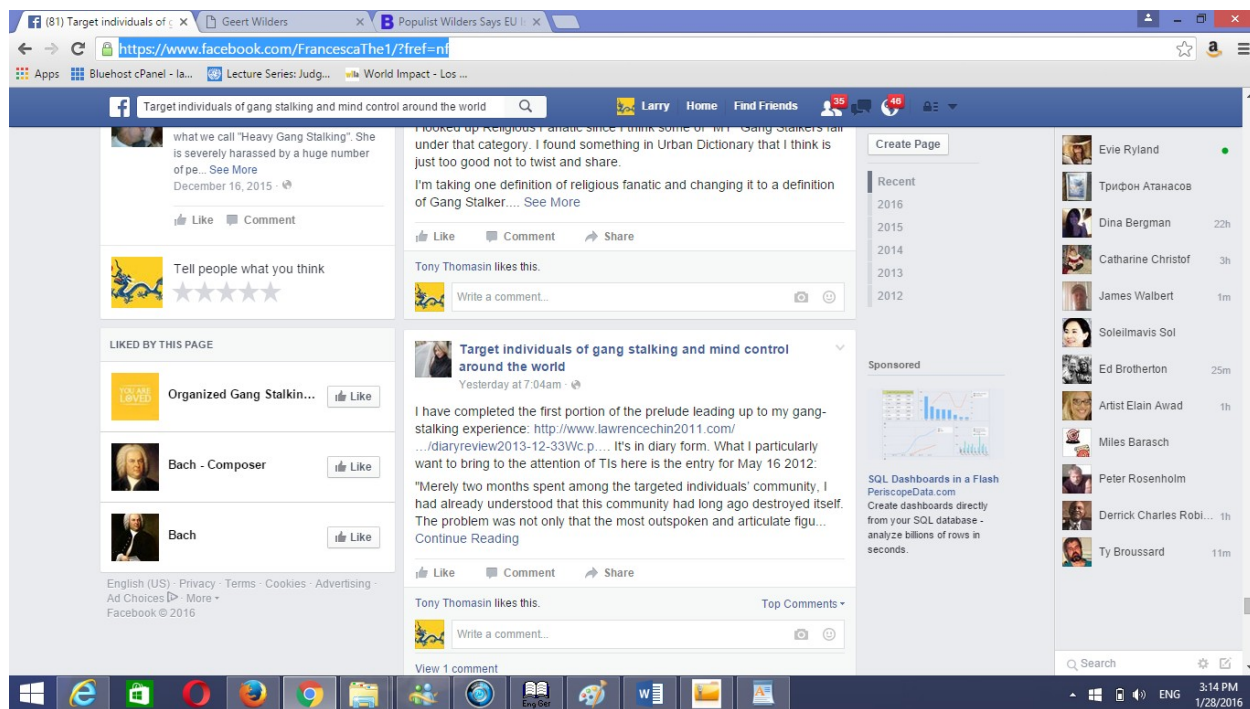 (81) Target individuals of g
Geert Wilders
Populist Wilders Says EU I
https://www.facebook.com/FrancescaThe1/?fref=nf
Apps
Bluehost cPanel - la...
Lecture Series: Judg...
World Impact - Los ...
Target individuals of gang stalking and mind control around the world
Larry
Home
Find Friends
35
46
what we call "Heavy Gang Stalking". She
is severely harassed by a huge number
of pe... See More
December 16, 2015
Like
Comment
Tell people what you think
LIKED BY THIS PAGE
YOU ARE
LOVED
Organized Gang Stalkin...
Like
Bach - Composer
Like
Bach
Like
English (US) · Privacy · Terms · Cookies · Advertising ·
Ad Choices · More
Facebook © 2016
I looked up Religious Fanatic since I think some of "MY" Gang Stalkers fall
under that category. I found something in Urban Dictionary that I think is
just too good not to twist and share.
I'm taking one definition of religious fanatic and changing it to a definition
of Gang Stalker.... See More
Like
Comment
Share
Tony Thomasin likes this.
Write a comment...
Target individuals of gang stalking and mind control
around the world
Yesterday at 7:04am ·
I have completed the first portion of the prelude leading up to my gang-
stalking experience: http://www.lawrencechin2011.com/
…/diaryreview2013-12-33Wc.p…. It's in diary form. What I particularly
want to bring to the attention of TIs here is the entry for May 16 2012:
"Merely two months spent among the targeted individuals' community, I
had already understood that this community had long ago destroyed itself.
The problem was not only that the most outspoken and articulate figu...
Continue Reading
Like
Comment
Share
Tony Thomasin likes this.
Top Comments
Write a comment...
View 1 comment
Create Page
Recent
2016
2015
2014
2013
2012
Sponsored
SQL Dashboards in a Flash
PeriscopeData.com
Create dashboards directly
from your SQL database -
analyze billions of rows in
seconds.
Evie Ryland
Трифон Атанасов
Dina Bergman 22h
Catharine Christof 3h
James Walbert 1m
Soleilmavis Sol
Ed Brotherton 25m
Artist Elain Awad 1h
Miles Barasch
Peter Rosenholm
Derrick Charles Robi... 1h
Ty Broussard 11m
Search
Eng Ger
ENG
3:14 PM
1/28/2016